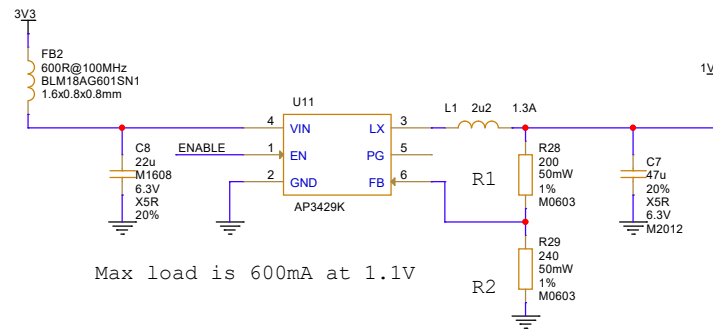 3V3
FB2
600R@100MHz
BLM18AG601SN1
1.6x0.8x0.8mm
1V
U11
L1 2u2 1.3A
4 VIN LX 3
C8
22u
M1608
6.3V
X5R
20%
ENABLE 1 EN PG 5
2 GND FB 6
AP3429K
R1
R28
200
50mW
1%
M0603
C7
47u
20%
X5R
6.3V
M2012
R2
R29
240
50mW
1%
M0603
Max load is 600mA at 1.1V